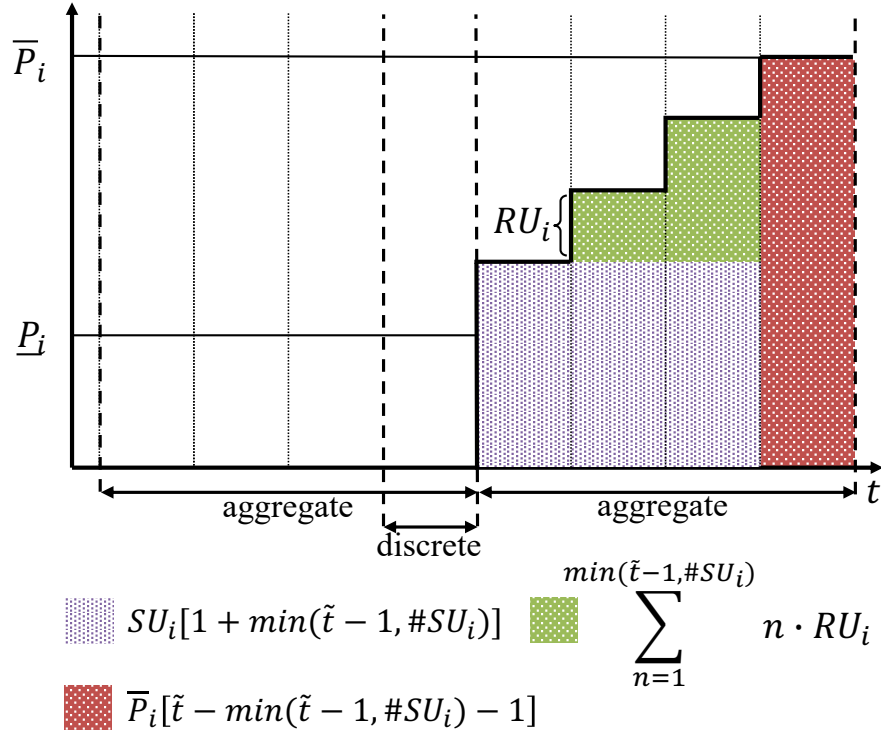 P̅ᵢ
RUᵢ
P̲ᵢ
t
aggregate aggregate
discrete
SUᵢ[1 + min(t̃ − 1, #SUᵢ)]
min(t̃−1,#SUᵢ)
∑ n · RUᵢ
n=1
P̅ᵢ[t̃ − min(t̃ − 1, #SUᵢ) − 1]